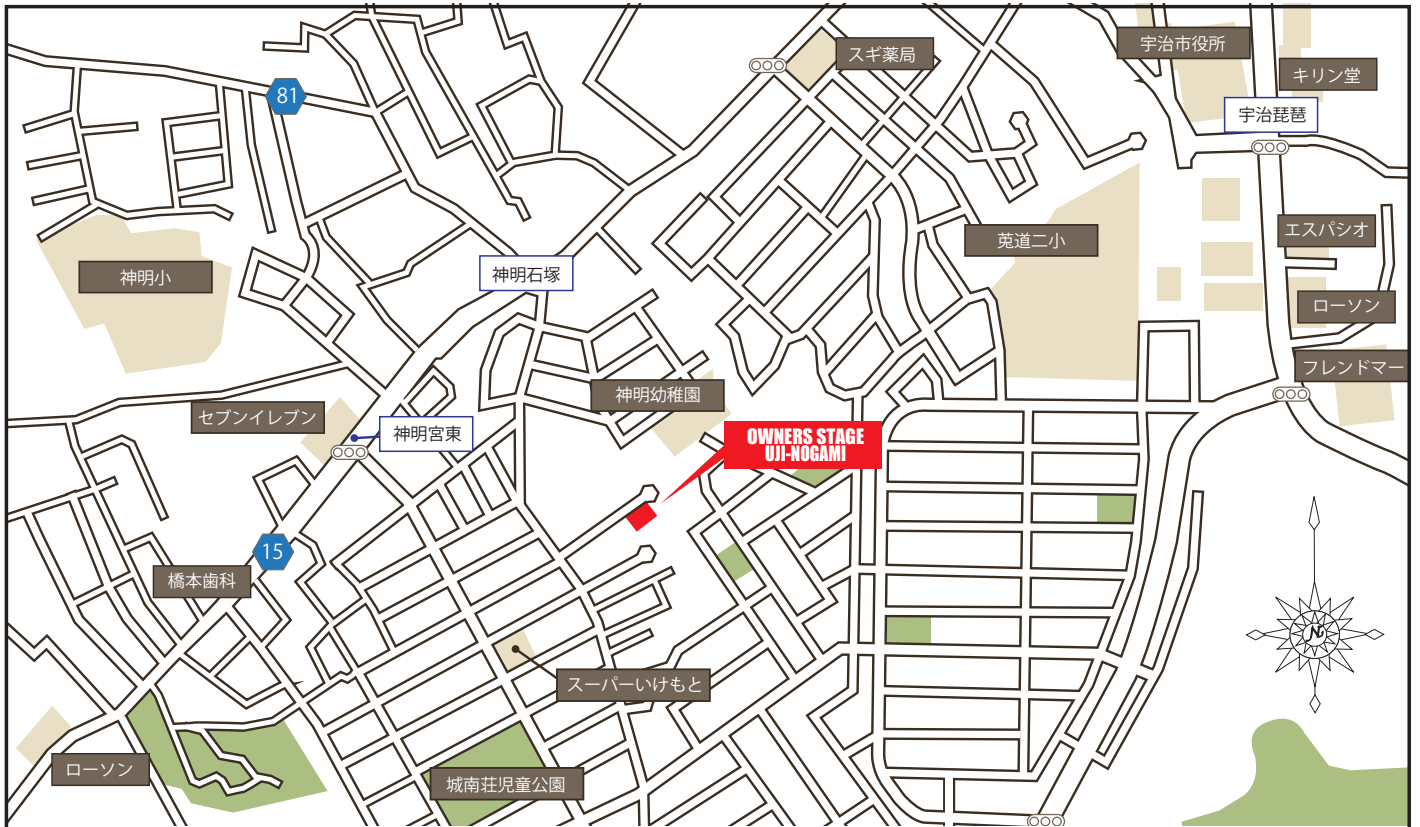 宇治市役所
スギ薬局
キリン堂
81
宇治琵琶
エスパシオ
莵道二小
神明石塚
神明小
ローソン
フレンドマー
神明幼稚園
セブンイレブン
神明宮東
OWNERS STAGE
UJI-NOGAMI
15
橋本歯科
N
スーパーいけもと
ローソン
城南荘児童公園